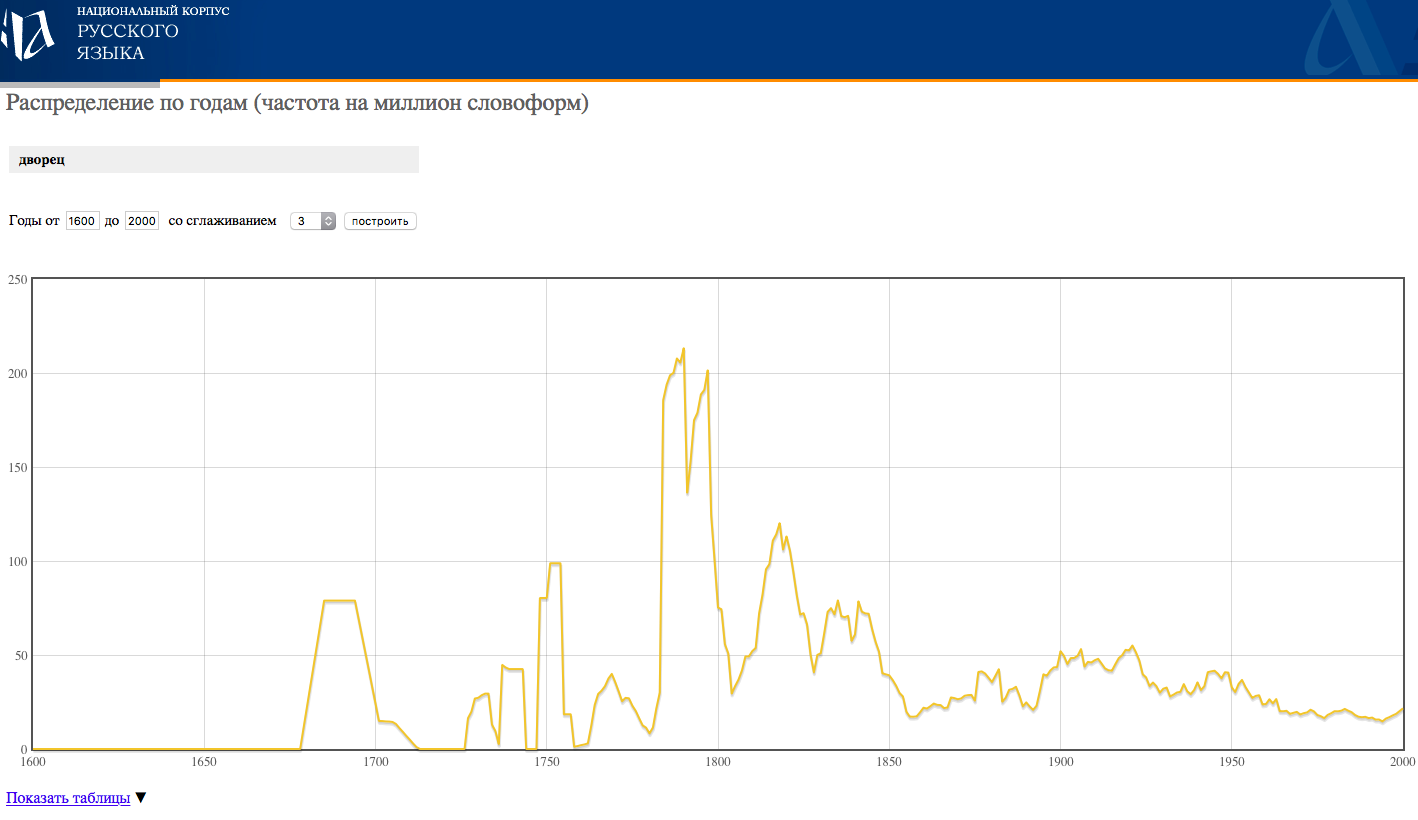 НАЦИОНАЛЬНЫЙ КОРПУС
РУССКОГО
ЯЗЫКА
Распределение по годам (частота на миллион словоформ)
дворец
Годы от 1600 до 2000 со сглаживанием 3 построить
250
200
150
100
50
0
1600 1650 1700 1750 1800 1850 1900 1950 2000
Показать таблицы ▼